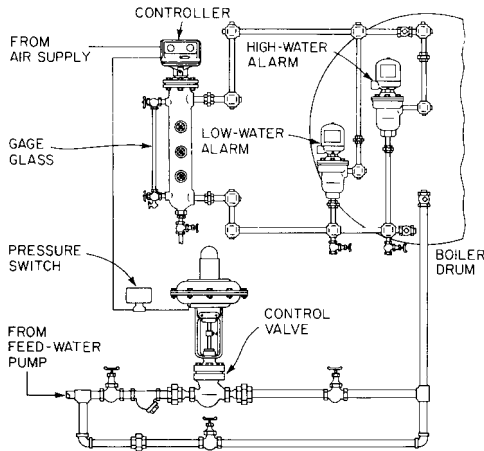 CONTROLLER
FROM
AIR SUPPLY
HIGH-WATER
ALARM
GAGE
GLASS
LOW-WATER
ALARM
PRESSURE
SWITCH
BOILER
DRUM
CONTROL
VALVE
FROM
FEED-WATER
PUMP